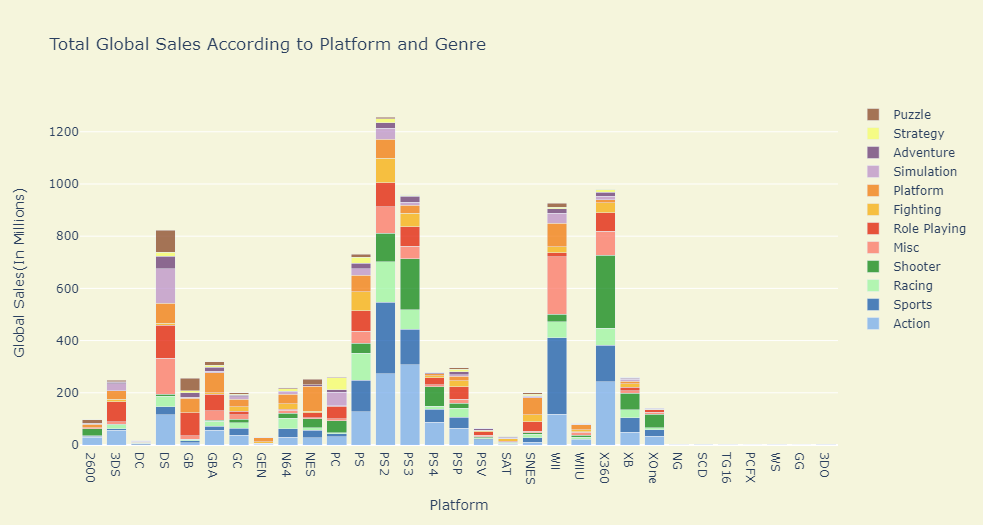 Total Global Sales According to Platform and Genre
Global Sales(In Millions)
1200
1000
800
600
400
200
0
2600
3DS
DC
DS
GB
GBA
GC
GEN
N64
NES
PC
PS
PS2
PS3
PS4
PSP
PSV
SAT
SNES
WII
WIIU
X360
XB
XOne
NG
SCD
TG16
PCFX
WS
GG
3DO
Platform
Puzzle
Strategy
Adventure
Simulation
Platform
Fighting
Role Playing
Misc
Shooter
Racing
Sports
Action